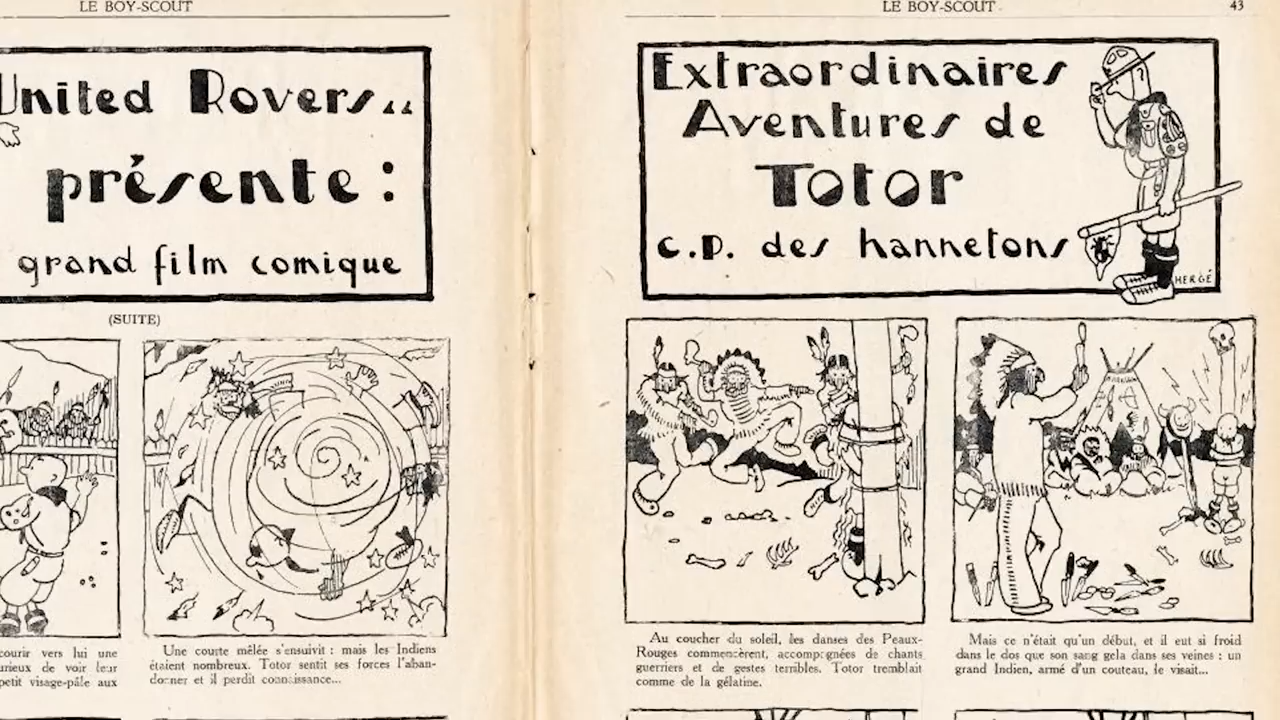 LE BOY-SCOUT
United Rovers..
présente :
grand film comique
(SUITE)
courir vers lui une
urieux de voir leur
petit visage-pâle aux
Une courte mêlée s'ensuivit : mais les Indiens
étaient nombreux. Totor sentit ses forces l'aban-
donner et il perdit connaissance...
LE BOY-SCOUT.
43
Extraordinaires
Aventures de
Totor
C.P. des hannetons
HERGÉ
Au coucher du soleil, les danses des Peaux-
Rouges commencèrent, accompagnées de chants
guerriers et de gestes terribles. Totor tremblait
comme de la gélatine.
Mais ce n'était qu'un début, et il eut si froid
dans le dos que son sang gela dans ses veines : un
grand Indien, armé d'un couteau, le visait...